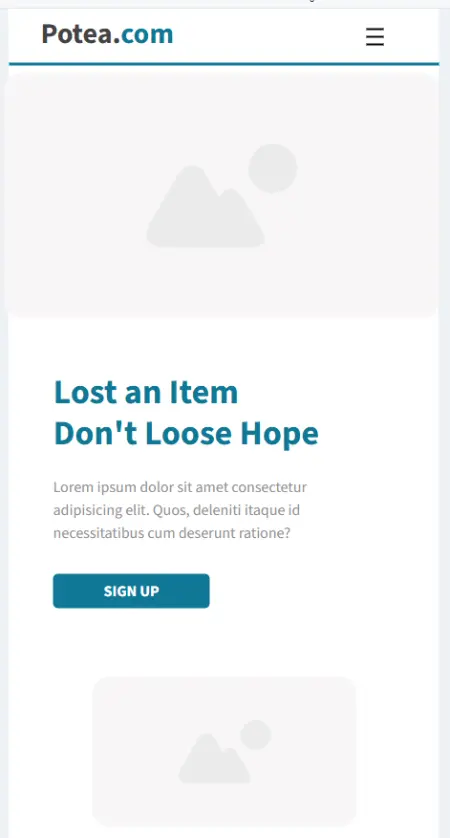 Potea.com
Lost an Item
Don't Loose Hope
Lorem ipsum dolor sit amet consectetur
adipisicing elit. Quos, deleniti itaque id
necessitatibus cum deserunt ratione?
SIGN UP